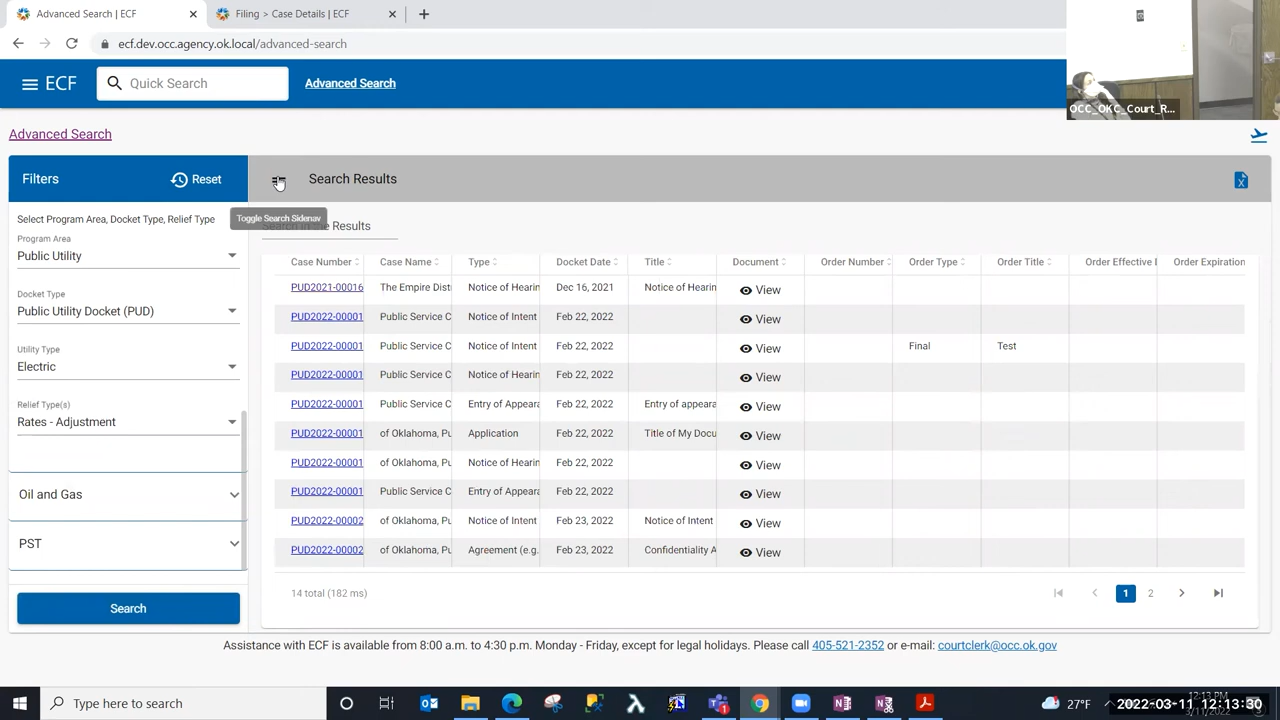 Advanced Search | ECF
Filing > Case Details | ECF
ecf.dev.occ.agency.ok.local/advanced-search
ECF
Quick Search
Advanced Search
OCC_OKC_Court_R...
Advanced Search
Filters
Reset
Search Results
Toggle Search Sidenav
Select Program Area, Docket Type, Relief Type
Program Area
Public Utility
Docket Type
Public Utility Docket (PUD)
Utility Type
Electric
Relief Type(s)
Rates - Adjustment
Oil and Gas
PST
Search
Search in the Results
Case Number Case Name Type Docket Date Title Document Order Number Order Type Order Title Order Effective Order Expiration
PUD2021-00016 The Empire Dist Notice of Hearin Dec 16, 2021 Notice of Hearin View
PUD2022-00001 Public Service C Notice of Intent Feb 22, 2022 View
PUD2022-00001 Public Service C Notice of Intent Feb 22, 2022 View Final Test
PUD2022-00001 Public Service C Notice of Hearin Feb 22, 2022 View
PUD2022-00001 Public Service C Entry of Appeara Feb 22, 2022 Entry of appeara View
PUD2022-00001 of Oklahoma, Pu Application Feb 22, 2022 Title of My Docu View
PUD2022-00001 of Oklahoma, Pu Notice of Hearin Feb 22, 2022 View
PUD2022-00001 Public Service C Entry of Appeara Feb 22, 2022 View
PUD2022-00002 of Oklahoma, Pu Notice of Intent Feb 23, 2022 Notice of Intent View
PUD2022-00002 of Oklahoma, Pu Agreement (e.g. Feb 23, 2022 Confidentiality A View
14 total (182 ms)
1
2
Assistance with ECF is available from 8:00 a.m. to 4:30 p.m. Monday - Friday, except for legal holidays. Please call 405-521-2352 or e-mail: courtclerk@occ.ok.gov
Type here to search
27°F
12:13 PM
3/11/2022
2022-03-11 12:13:30